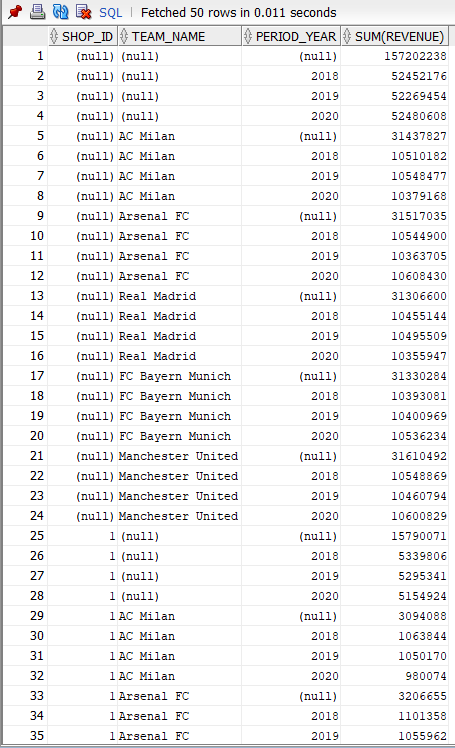 SQL | Fetched 50 rows in 0.011 seconds
SHOP_ID TEAM_NAME PERIOD_YEAR SUM(REVENUE)
1 (null) (null) (null) 157202238
2 (null) (null) 2018 52452176
3 (null) (null) 2019 52269454
4 (null) (null) 2020 52480608
5 (null) AC Milan (null) 31437827
6 (null) AC Milan 2018 10510182
7 (null) AC Milan 2019 10548477
8 (null) AC Milan 2020 10379168
9 (null) Arsenal FC (null) 31517035
10 (null) Arsenal FC 2018 10544900
11 (null) Arsenal FC 2019 10363705
12 (null) Arsenal FC 2020 10608430
13 (null) Real Madrid (null) 31306600
14 (null) Real Madrid 2018 10455144
15 (null) Real Madrid 2019 10495509
16 (null) Real Madrid 2020 10355947
17 (null) FC Bayern Munich (null) 31330284
18 (null) FC Bayern Munich 2018 10393081
19 (null) FC Bayern Munich 2019 10400969
20 (null) FC Bayern Munich 2020 10536234
21 (null) Manchester United (null) 31610492
22 (null) Manchester United 2018 10548869
23 (null) Manchester United 2019 10460794
24 (null) Manchester United 2020 10600829
25 1 (null) (null) 15790071
26 1 (null) 2018 5339806
27 1 (null) 2019 5295341
28 1 (null) 2020 5154924
29 1 AC Milan (null) 3094088
30 1 AC Milan 2018 1063844
31 1 AC Milan 2019 1050170
32 1 AC Milan 2020 980074
33 1 Arsenal FC (null) 3206655
34 1 Arsenal FC 2018 1101358
35 1 Arsenal FC 2019 1055962